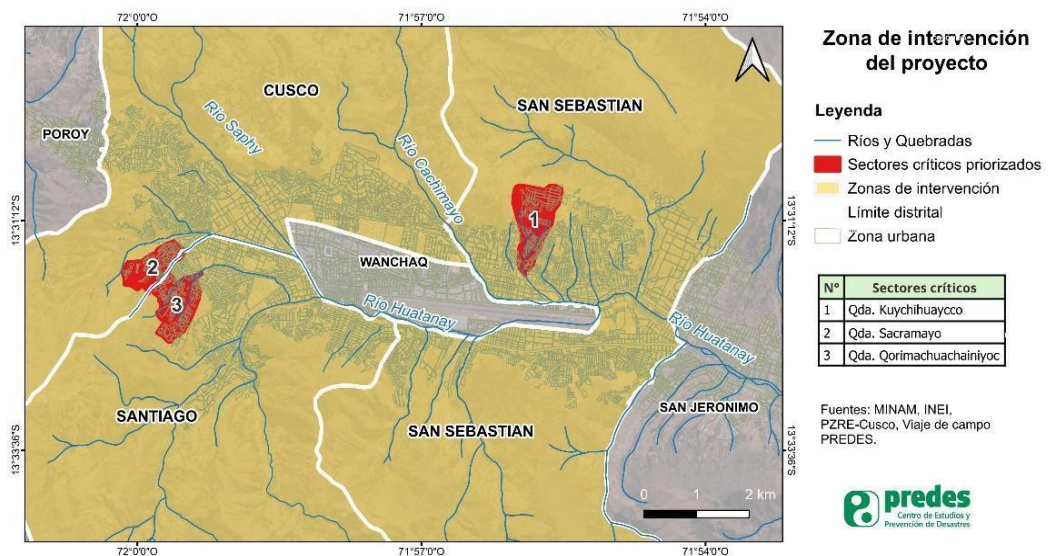 72°0'0"O 71°57'0"O 71°54'0"O
Zona de intervención
del proyecto
CUSCO
SAN SEBASTIAN
POROY
Río Saphy
Río Cachimayo
Leyenda
Ríos y Quebradas
Sectores críticos priorizados
Zonas de intervención
Límite distrital
Zona urbana
13°31'12"S
13°31'12"S
1
2
3
WANCHAQ
Río Huatanay
Río Huatanay
N° Sectores críticos
1 Qda. Kuychihuaycco
2 Qda. Sacramayo
3 Qda. Qorimachuachainiyoc
SANTIAGO
SAN SEBASTIAN
SAN JERONIMO
Fuentes: MINAM, INEI,
PZRE-Cusco, Viaje de campo
PREDES.
13°33'36"S
13°33'36"S
0 1 2 km
predes
Centro de Estudios y
Prevención de Desastres
72°0'0"O 71°57'0"O 71°54'0"O